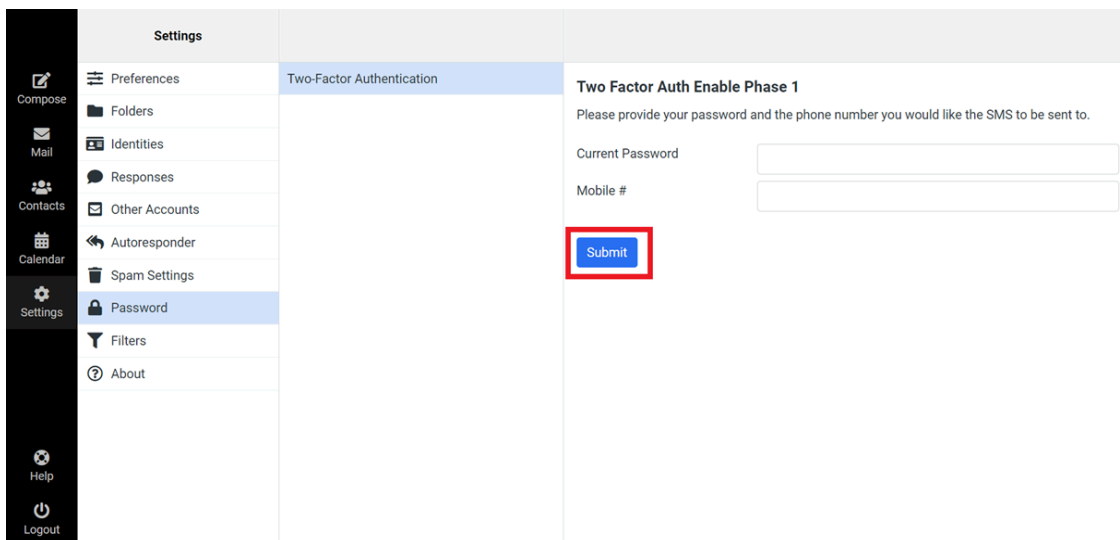 Settings
Compose
Mail
Contacts
Calendar
Settings
Help
Logout
Preferences
Folders
Identities
Responses
Other Accounts
Autoresponder
Spam Settings
Password
Filters
About
Two-Factor Authentication
Two Factor Auth Enable Phase 1
Please provide your password and the phone number you would like the SMS to be sent to.
Current Password
Mobile #
Submit